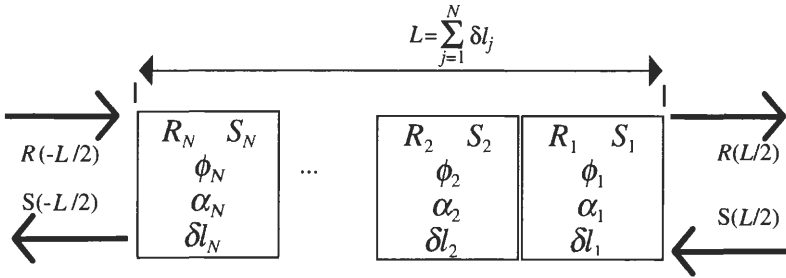 L=∑_{j=1}^{N} δl_j
R(-L/2)
S(-L/2)
R_N S_N
ϕ_N
α_N
δl_N
...
R_2 S_2
ϕ_2
α_2
δl_2
R_1 S_1
ϕ_1
α_1
δl_1
R(L/2)
S(L/2)